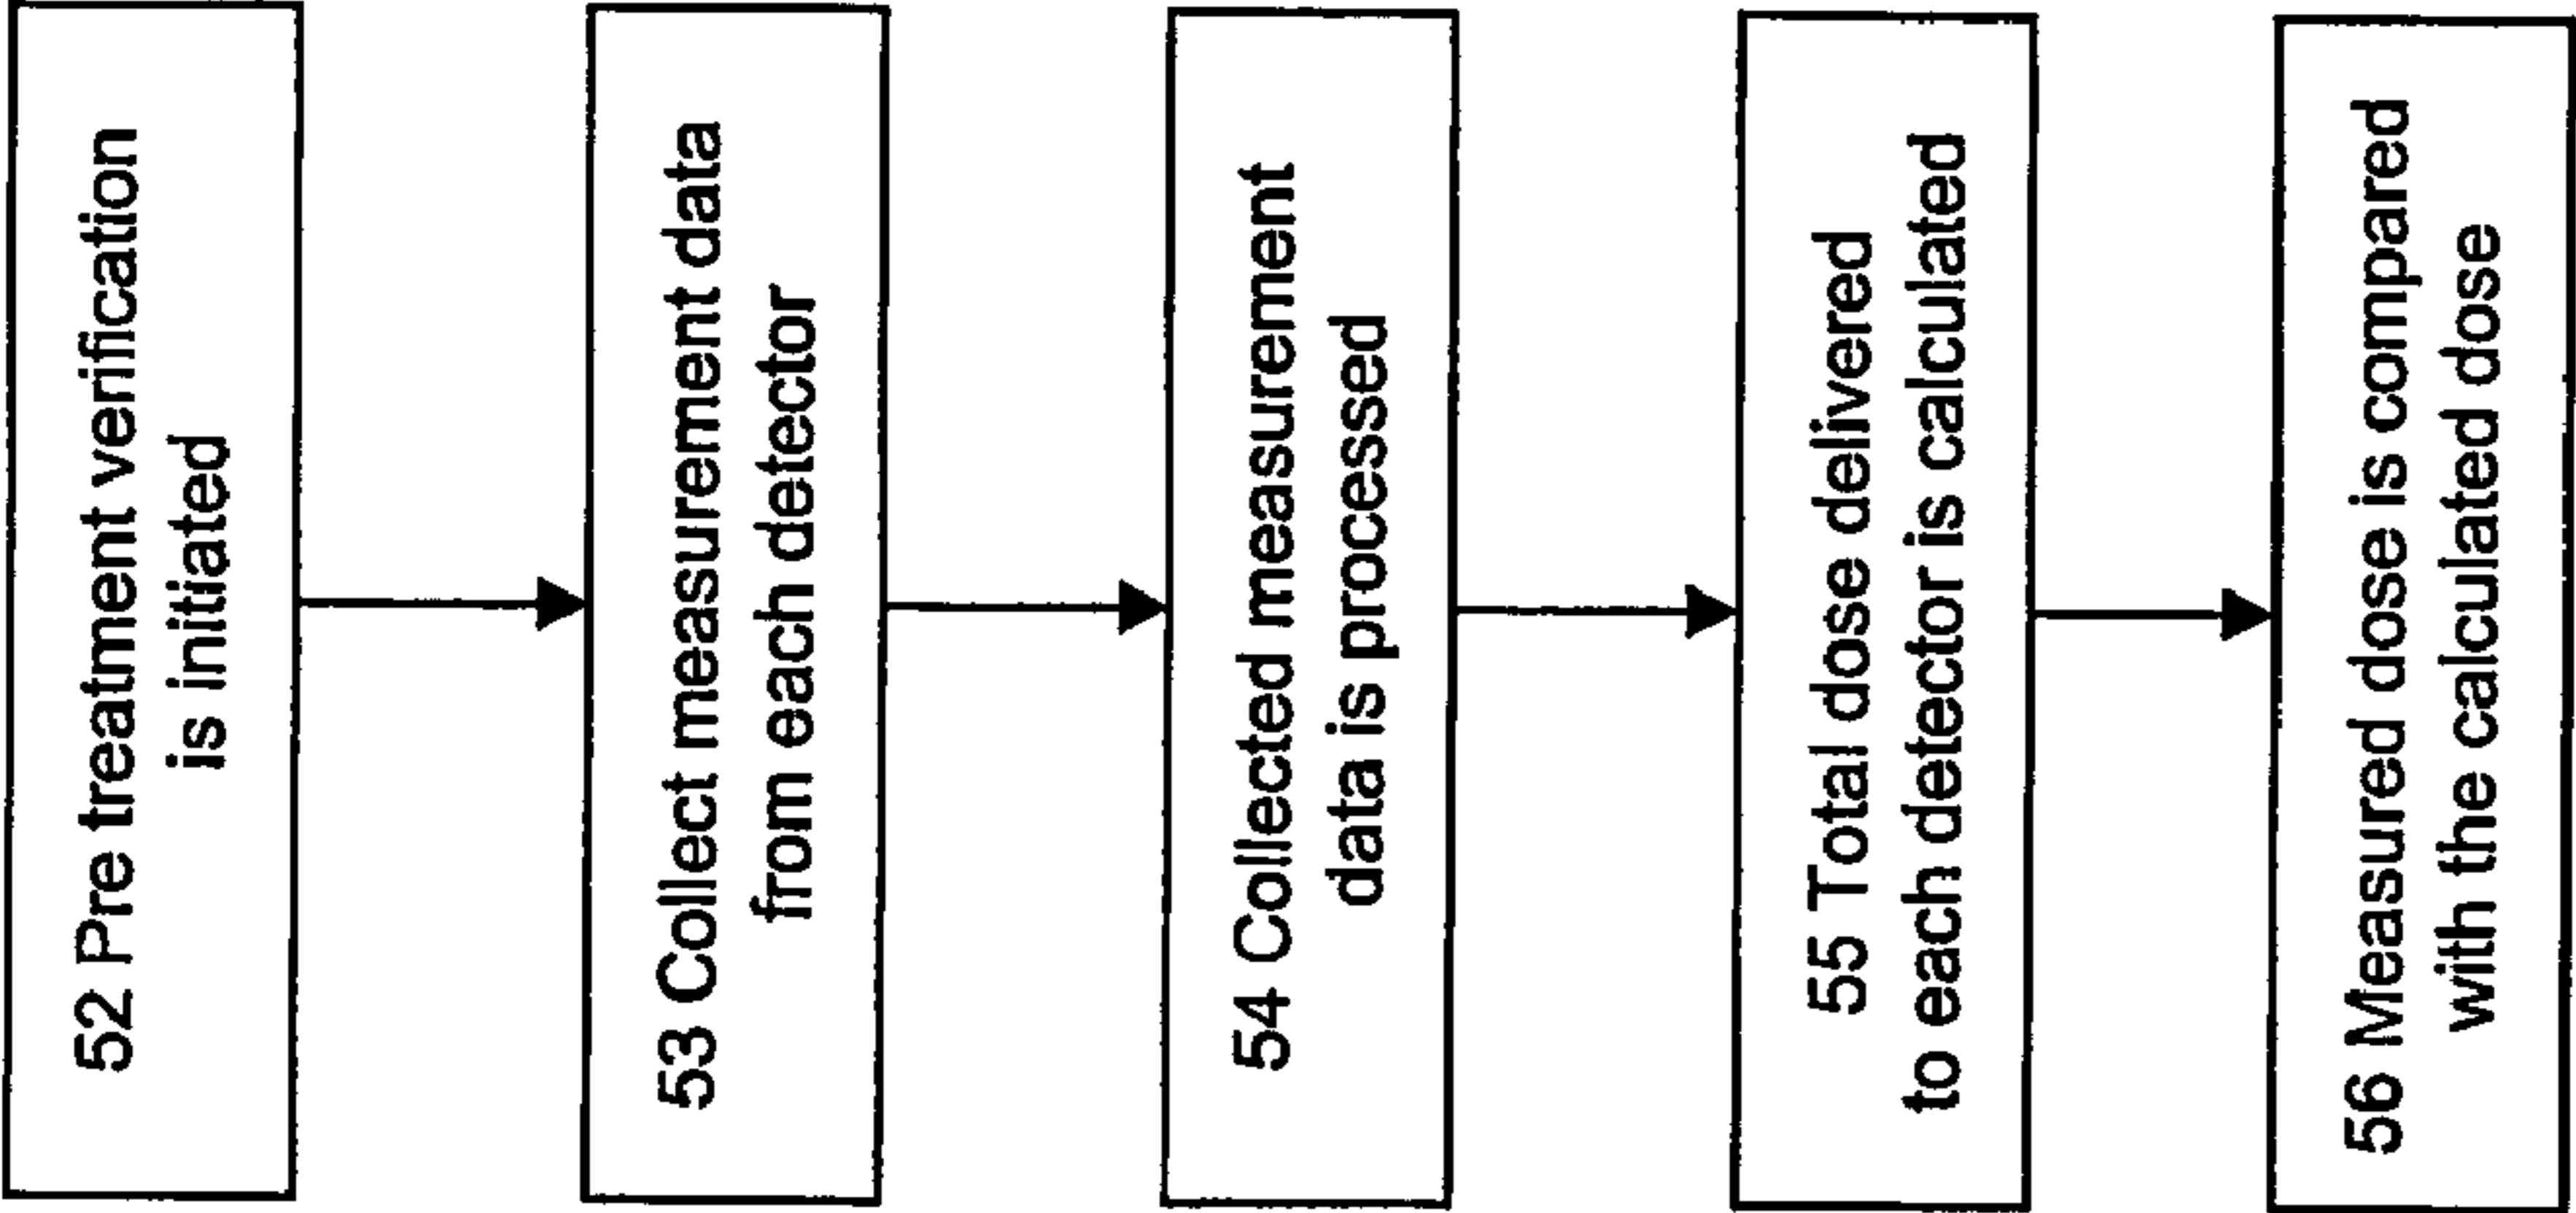 52 Pre treatment verification
is initiated
53 Collect measurement data
from each detector
54 Collected measurement
data is processed
55 Total dose delivered
to each detector is calculated
56 Measured dose is compared
with the calculated dose